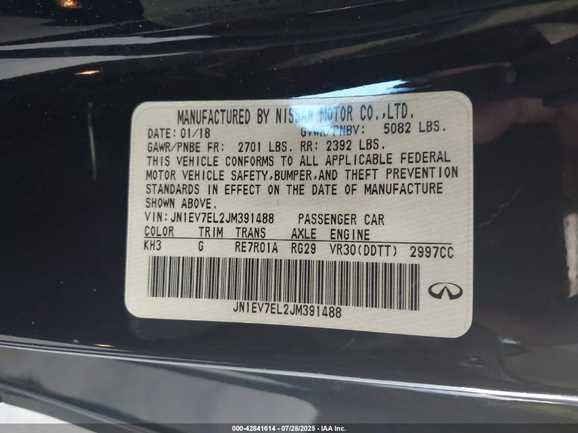 MANUFACTURED BY NISSAN MOTOR CO.,LTD.
DATE: 01/18 GVWR/PNBV: 5082 LBS.
GAWR/PNBE FR: 2701 LBS. RR: 2392 LBS.
THIS VEHICLE CONFORMS TO ALL APPLICABLE FEDERAL
MOTOR VEHICLE SAFETY,BUMPER,AND THEFT PREVENTION
STANDARDS IN EFFECT ON THE DATE OF MANUFACTURE
SHOWN ABOVE.
VIN: JN1EV7EL2JM391488 PASSENGER CAR
COLOR TRIM TRANS AXLE ENGINE
KH3 G RE7R01A RG29 VR30(DDTT) 2997CC
JN1EV7EL2JM391488
000-42841614 - 07/28/2025 - IAA Inc.